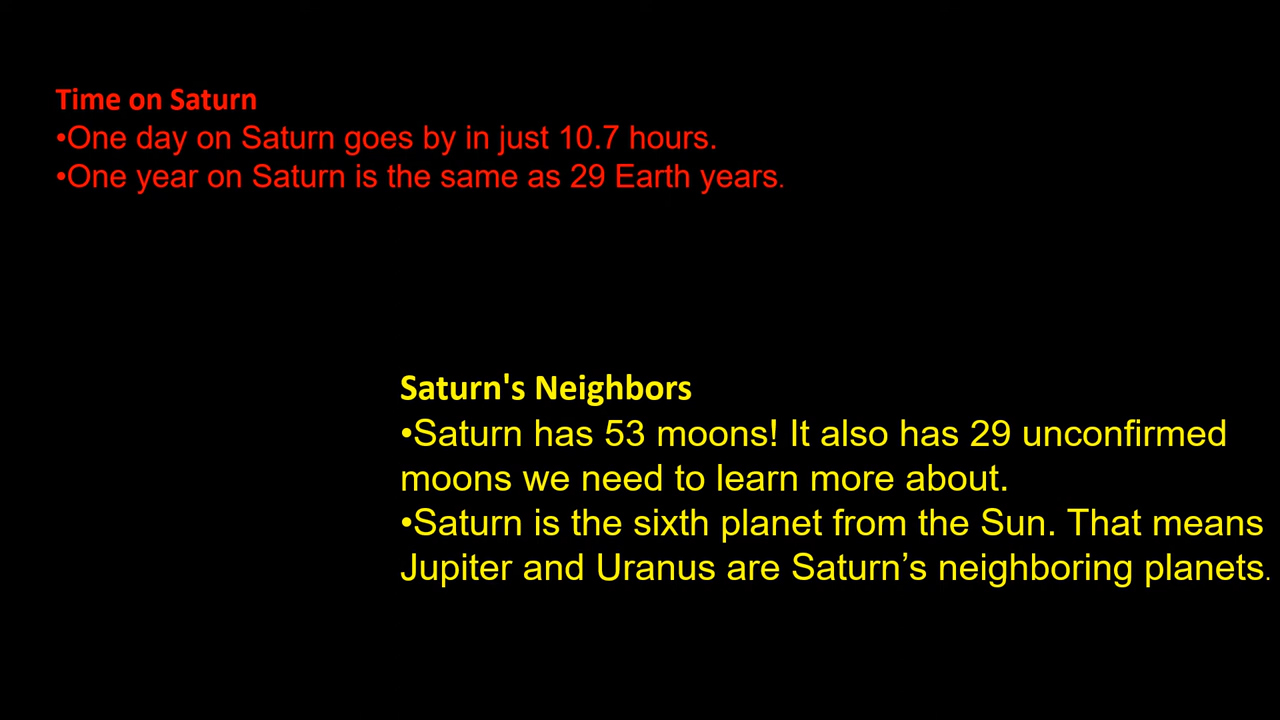 Time on Saturn
•One day on Saturn goes by in just 10.7 hours.
•One year on Saturn is the same as 29 Earth years.
Saturn's Neighbors
•Saturn has 53 moons! It also has 29 unconfirmed
moons we need to learn more about.
•Saturn is the sixth planet from the Sun. That means
Jupiter and Uranus are Saturn’s neighboring planets.